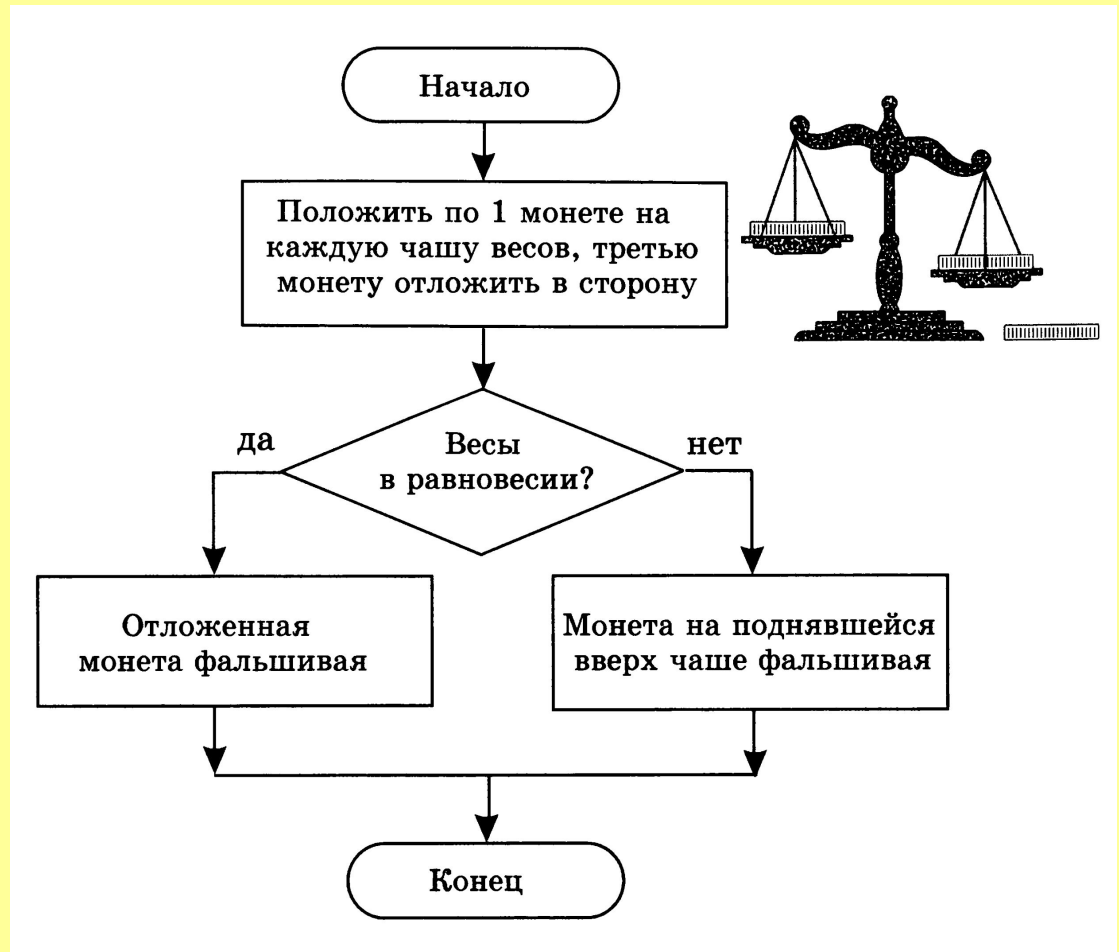 Начало
Положить по 1 монете на
каждую чашу весов, третью
монету отложить в сторону
да
Весы
в равновесии?
нет
Отложенная
монета фальшивая
Монета на поднявшейся
вверх чаше фальшивая
Конец